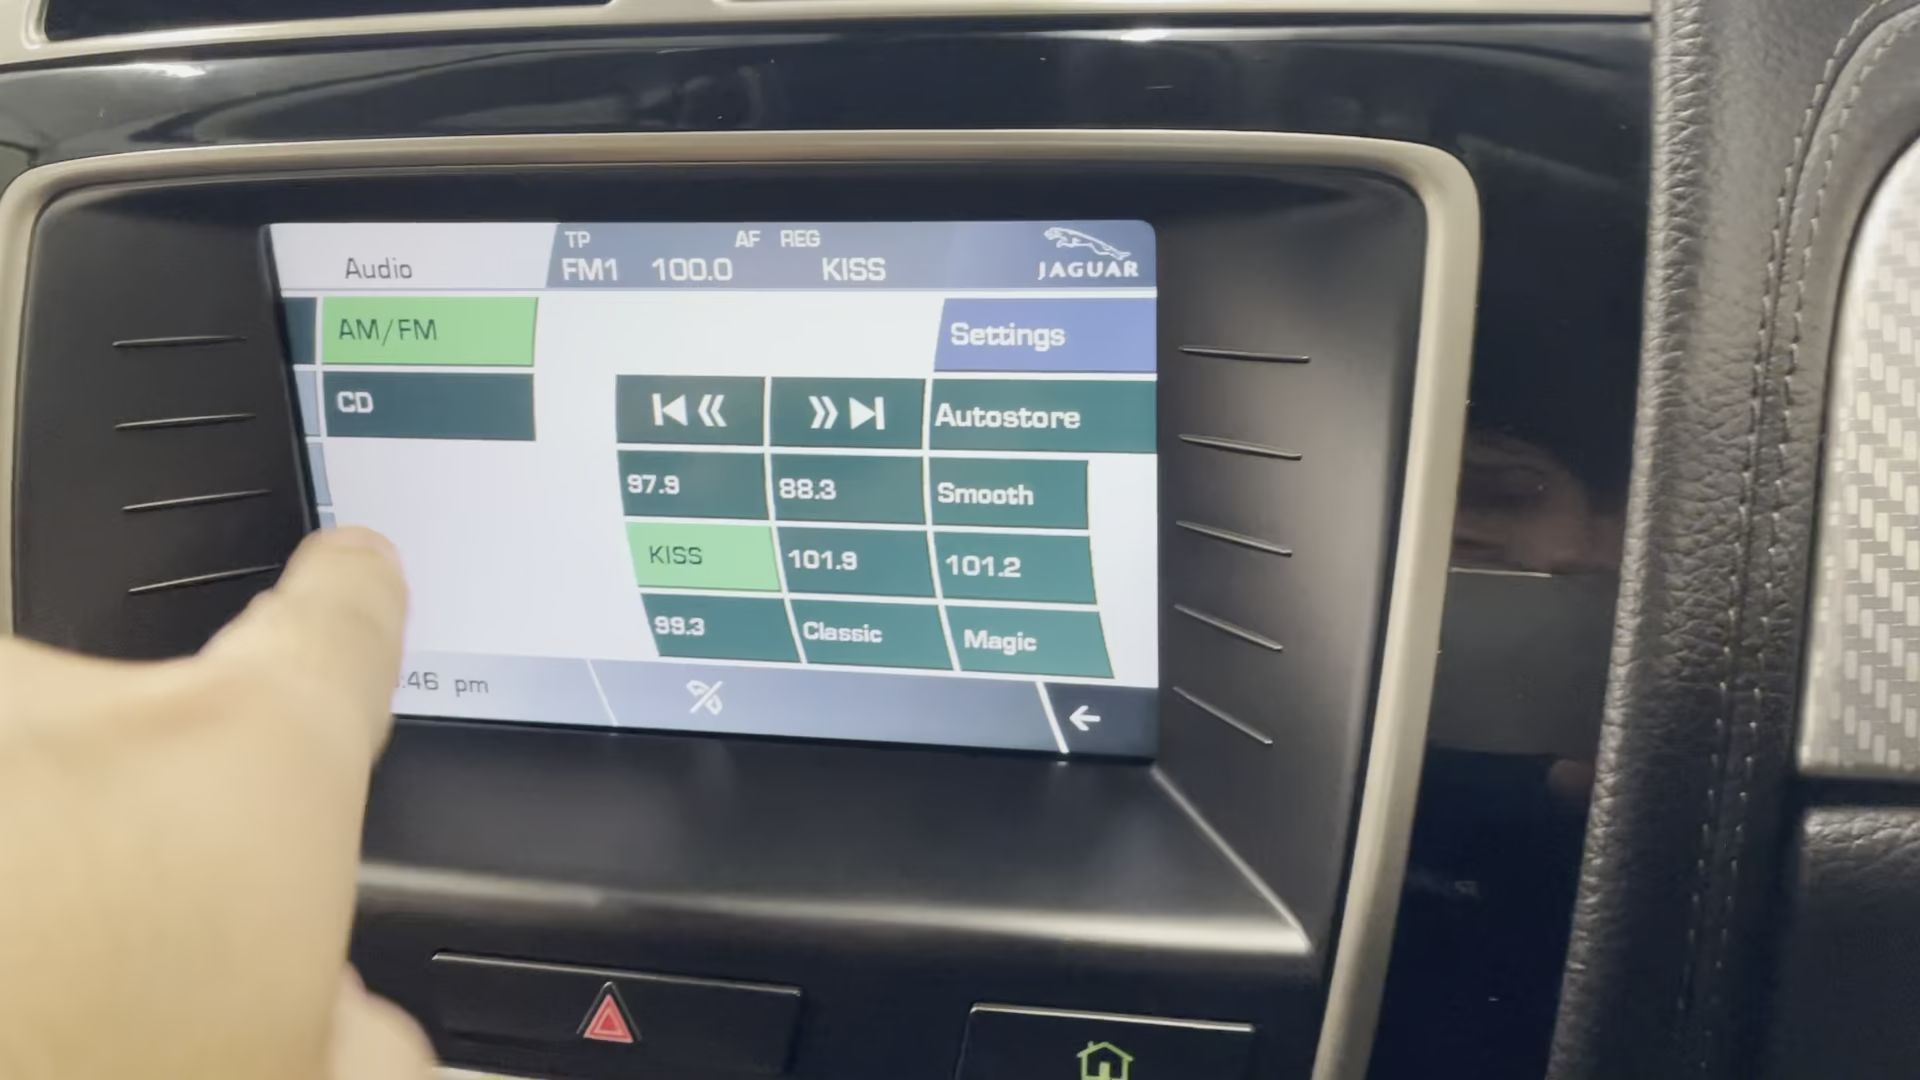 Audio
TP AF REG
FM1 100.0 KISS
JAGUAR
AM/FM
Settings
CD
Autostore
97.9 88.3 Smooth
KISS 101.9 101.2
99.3 Classic Magic
:46 pm